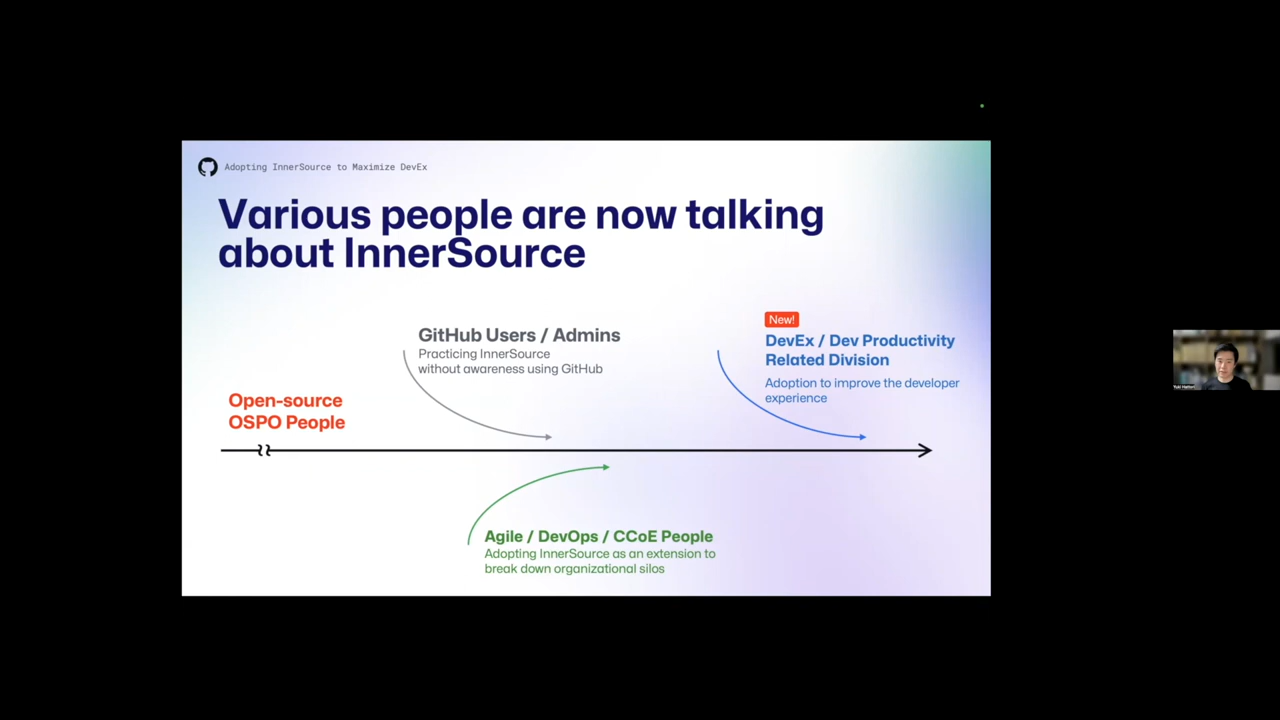 Adopting InnerSource to Maximize DevEx
Various people are now talking
about InnerSource
Open-source
OSPO People
GitHub Users / Admins
Practicing InnerSource
without awareness using GitHub
Agile / DevOps / CCoE People
Adopting InnerSource as an extension to
break down organizational silos
New!
DevEx / Dev Productivity
Related Division
Adoption to improve the developer
experience
Yuki Hattori